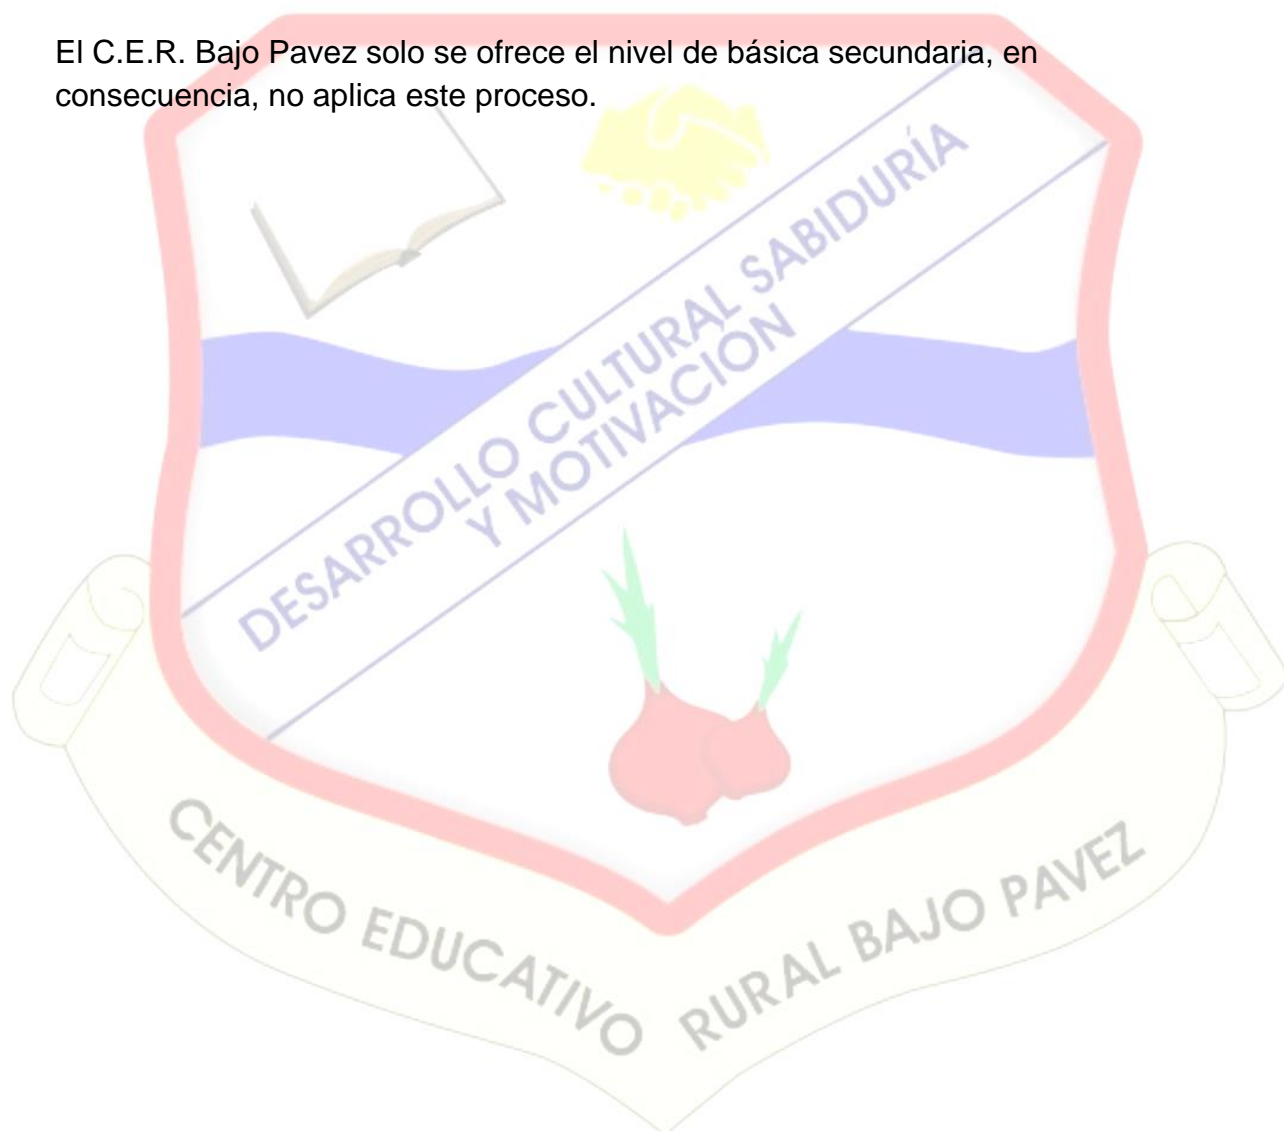 El C.E.R. Bajo Pavez solo se ofrece el nivel de básica secundaria, en
consecuencia, no aplica este proceso.
DESARROLLO CULTURAL SABIDURÍA
Y MOTIVACIÓN
CENTRO EDUCATIVO RURAL BAJO PAVEZ